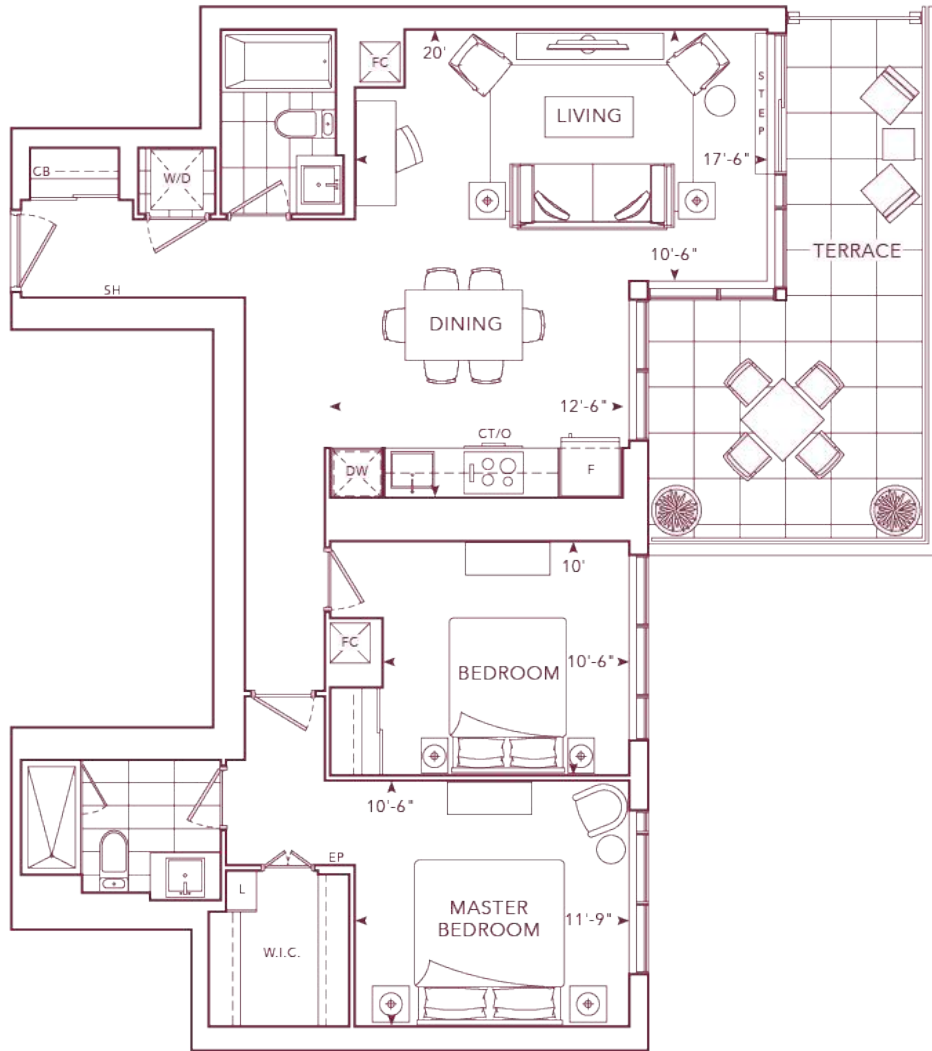 20'
FC
LIVING
STEP
17'-6"
CB
W/D
TERRACE
10'-6"
SH
DINING
12'-6"
CT/O
DW
F
10'
FC
BEDROOM
10'-6"
10'-6"
EP
L
MASTER
BEDROOM
11'-9"
W.I.C.